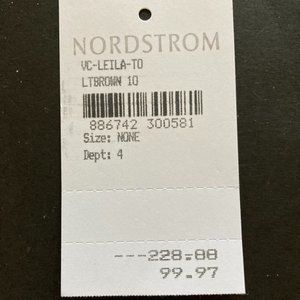 NORDSTROM
VC-LEILA-TO
LTBROWN 10
886742 300581
Size: NONE
Dept: 4
---228.00
99.97